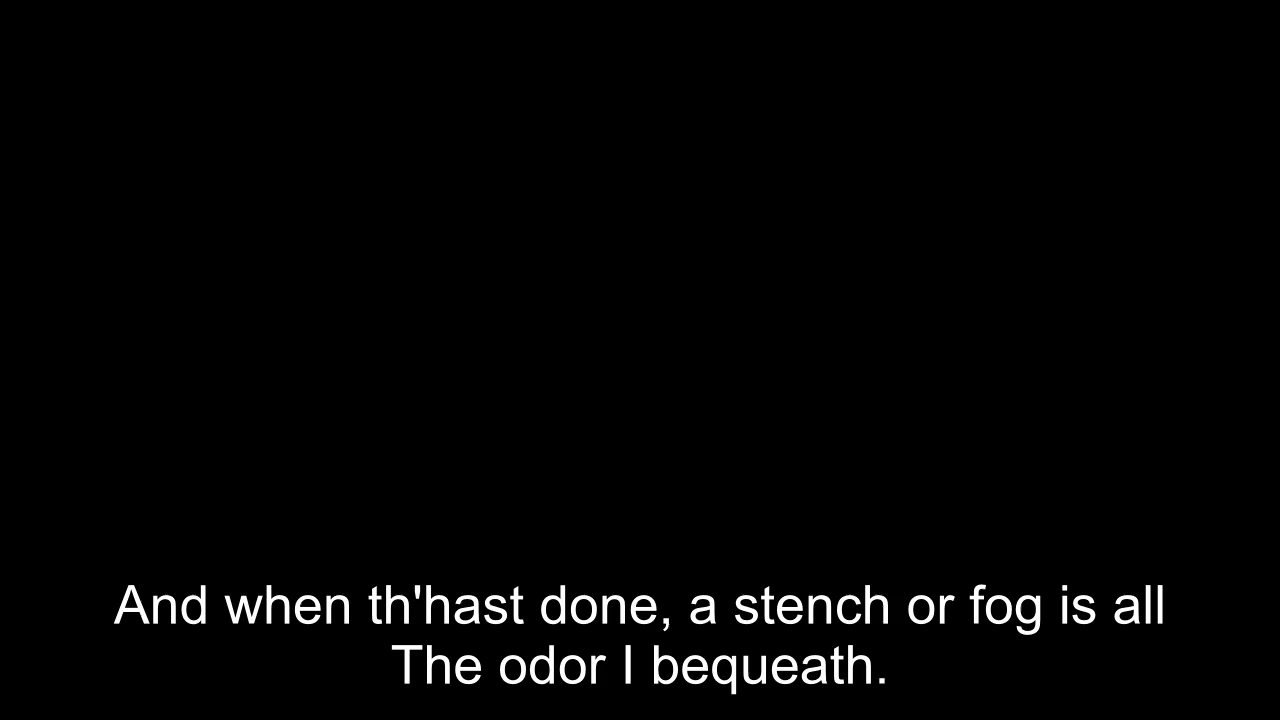 And when th'hast done, a stench or fog is all
The odor I bequeath.